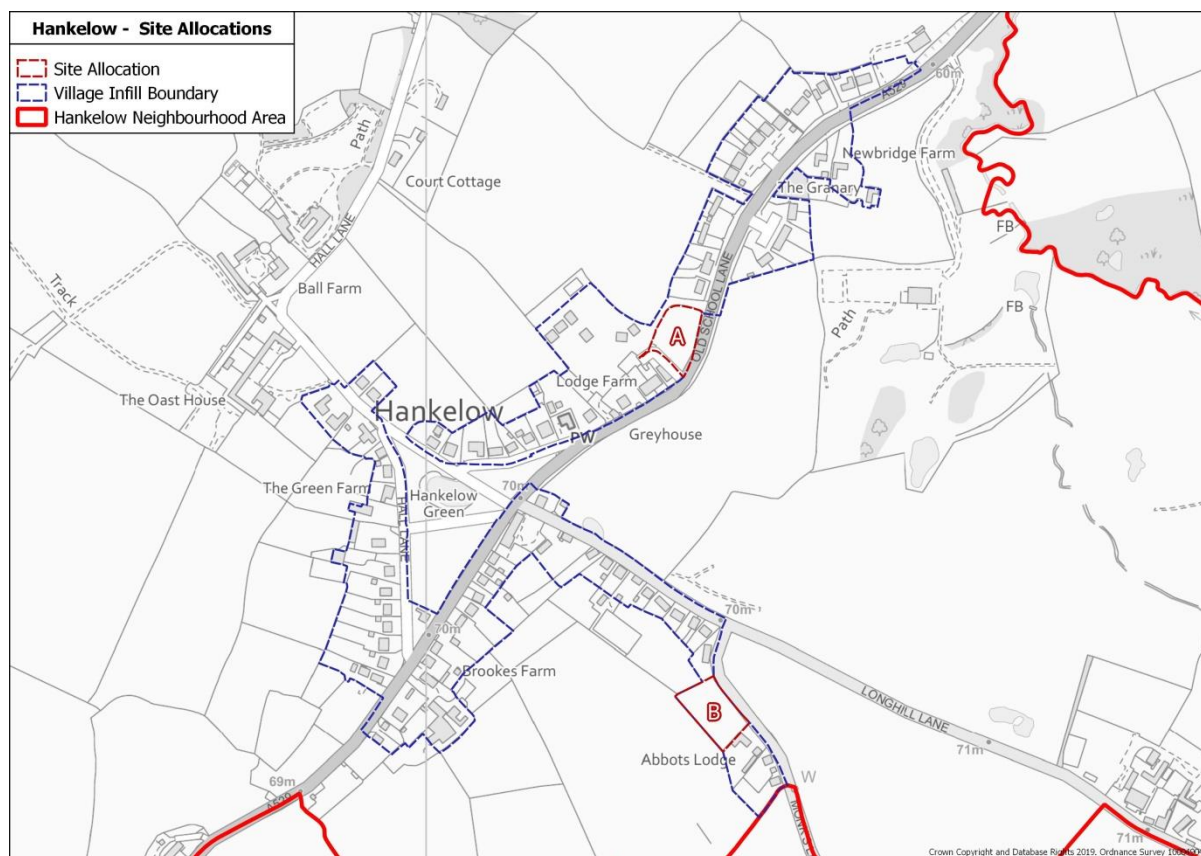 Hankelow - Site Allocations
Site Allocation
Village Infill Boundary
Hankelow Neighbourhood Area
60m
A529
Path
Court Cottage
Newbridge Farm
The Granary
HALL LANE
FB
Ball Farm
Track
OLD SCHOOL LANE
FB
A
Path
Lodge Farm
The Oast House
Hankelow
PW
Greyhouse
The Green Farm
70m
Hankelow
Green
HALL LANE
70m
70m
Brookes Farm
B
LONGHILL LANE
71m
Abbots Lodge
69m
W
A529
MONK'S
71m
Crown Copyright and Database Rights 2019. Ordnance Survey